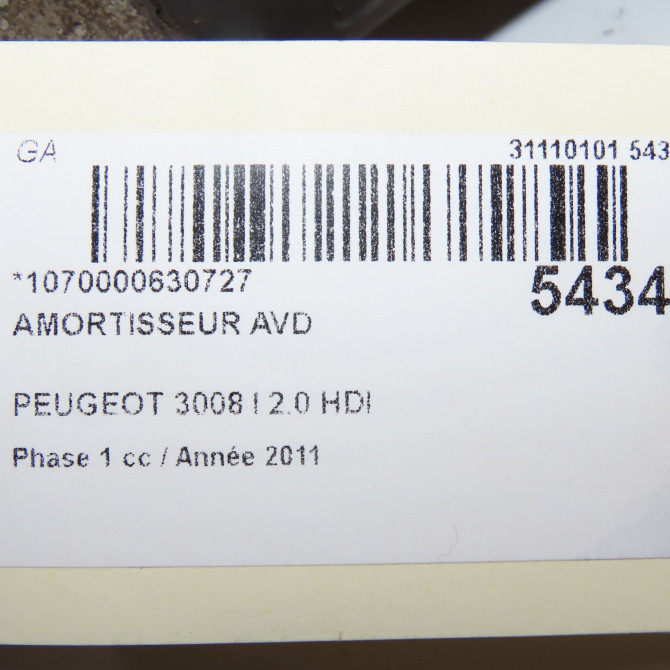 GA 31110101 543
*1070000630727
5434
AMORTISSEUR AVD
PEUGEOT 3008 I 2.0 HDI
Phase 1 cc / Année 2011